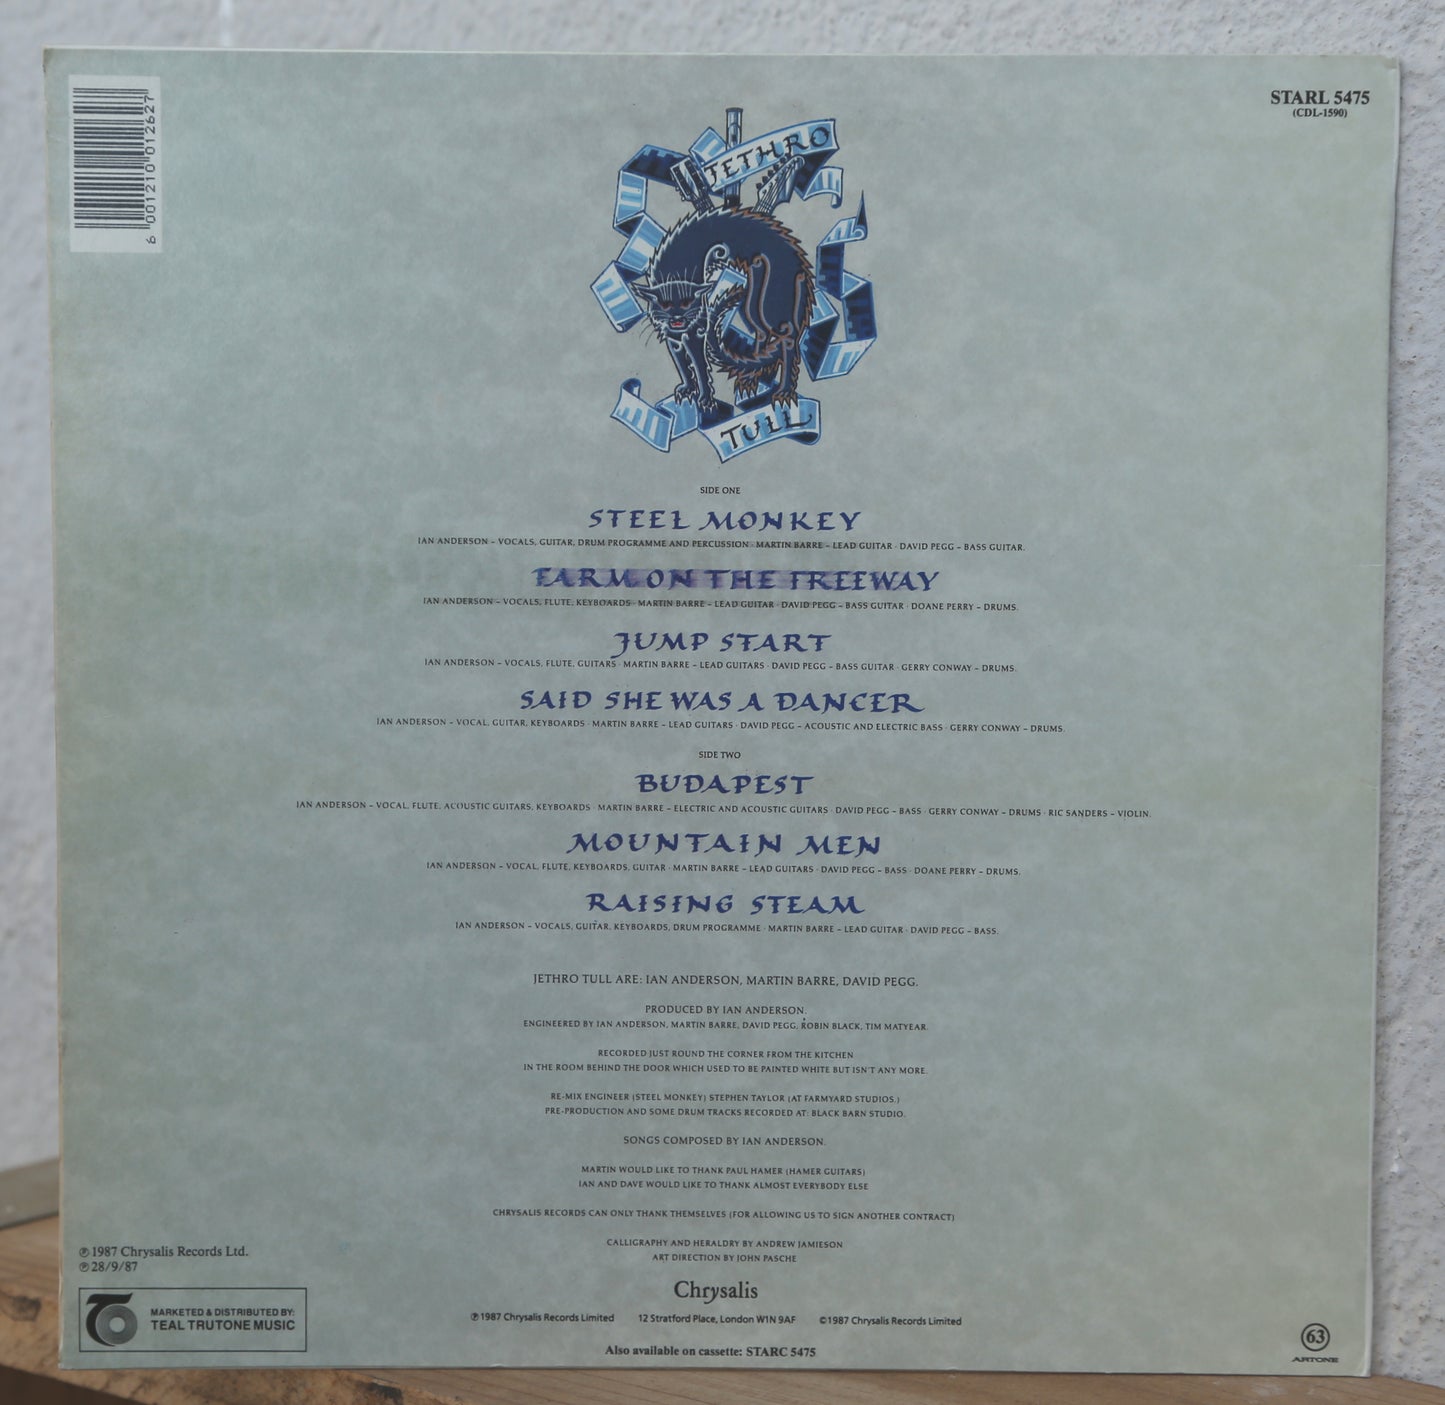 6 001210 012627
STARL 5475
(CDL-1590)
JETHRO
TULL
SIDE ONE
STEEL MONKEY
IAN ANDERSON – VOCALS, GUITAR, DRUM PROGRAMME AND PERCUSSION · MARTIN BARRE – LEAD GUITAR · DAVID PEGG – BASS GUITAR.
FARM ON THE FREEWAY
IAN ANDERSON – VOCALS, FLUTE, KEYBOARDS · MARTIN BARRE – LEAD GUITAR · DAVID PEGG – BASS GUITAR · DOANE PERRY – DRUMS.
JUMP START
IAN ANDERSON – VOCALS, FLUTE, GUITARS · MARTIN BARRE – LEAD GUITARS · DAVID PEGG – BASS GUITAR · GERRY CONWAY – DRUMS.
SAID SHE WAS A DANCER
IAN ANDERSON – VOCAL, GUITAR, KEYBOARDS · MARTIN BARRE – LEAD GUITARS · DAVID PEGG – ACOUSTIC AND ELECTRIC BASS · GERRY CONWAY – DRUMS.
SIDE TWO
BUDAPEST
IAN ANDERSON – VOCAL, FLUTE, ACOUSTIC GUITARS, KEYBOARDS · MARTIN BARRE – ELECTRIC AND ACOUSTIC GUITARS · DAVID PEGG – BASS · GERRY CONWAY – DRUMS · RIC SANDERS – VIOLIN.
MOUNTAIN MEN
IAN ANDERSON – VOCAL, FLUTE, KEYBOARDS, GUITAR · MARTIN BARRE – LEAD GUITARS · DAVID PEGG – BASS · DOANE PERRY – DRUMS.
RAISING STEAM
IAN ANDERSON – VOCALS, GUITAR, KEYBOARDS, DRUM PROGRAMME · MARTIN BARRE – LEAD GUITAR · DAVID PEGG – BASS.
JETHRO TULL ARE: IAN ANDERSON, MARTIN BARRE, DAVID PEGG.
PRODUCED BY IAN ANDERSON.
ENGINEERED BY IAN ANDERSON, MARTIN BARRE, DAVID PEGG, ROBIN BLACK, TIM MATYEAR.
RECORDED JUST ROUND THE CORNER FROM THE KITCHEN
IN THE ROOM BEHIND THE DOOR WHICH USED TO BE PAINTED WHITE BUT ISN'T ANY MORE.
RE-MIX ENGINEER (STEEL MONKEY) STEPHEN TAYLOR (AT FARMYARD STUDIOS.)
PRE-PRODUCTION AND SOME DRUM TRACKS RECORDED AT: BLACK BARN STUDIO.
SONGS COMPOSED BY IAN ANDERSON.
MARTIN WOULD LIKE TO THANK PAUL HAMER (HAMER GUITARS)
IAN AND DAVE WOULD LIKE TO THANK ALMOST EVERYBODY ELSE
CHRYSALIS RECORDS CAN ONLY THANK THEMSELVES (FOR ALLOWING US TO SIGN ANOTHER CONTRACT)
CALLIGRAPHY AND HERALDRY BY ANDREW JAMIESON
ART DIRECTION BY JOHN PASCHE
℗ 1987 Chrysalis Records Ltd.
℗ 28/9/87
MARKETED & DISTRIBUTED BY:
TEAL TRUTONE MUSIC
Chrysalis
℗ 1987 Chrysalis Records Limited 12 Stratford Place, London W1N 9AF © 1987 Chrysalis Records Limited
Also available on cassette: STARC 5475
63
ARTONE